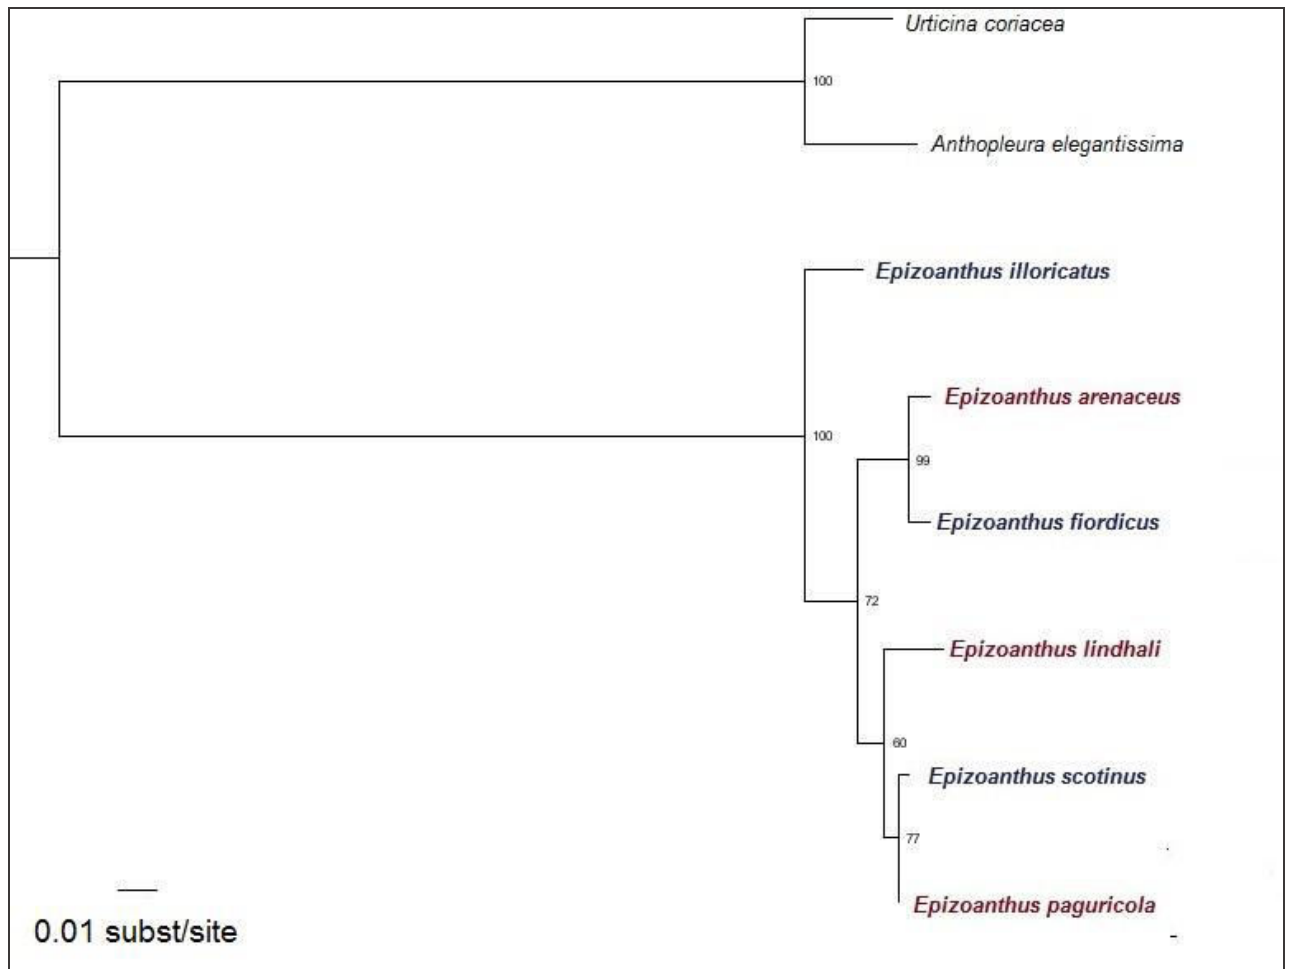 Urticina coriacea
100
Anthopleura elegantissima
Epizoanthus illoricatus
Epizoanthus arenaceus
100
99
Epizoanthus fiordicus
72
Epizoanthus lindhali
60
Epizoanthus scotinus
77
Epizoanthus paguricola
0.01 subst/site